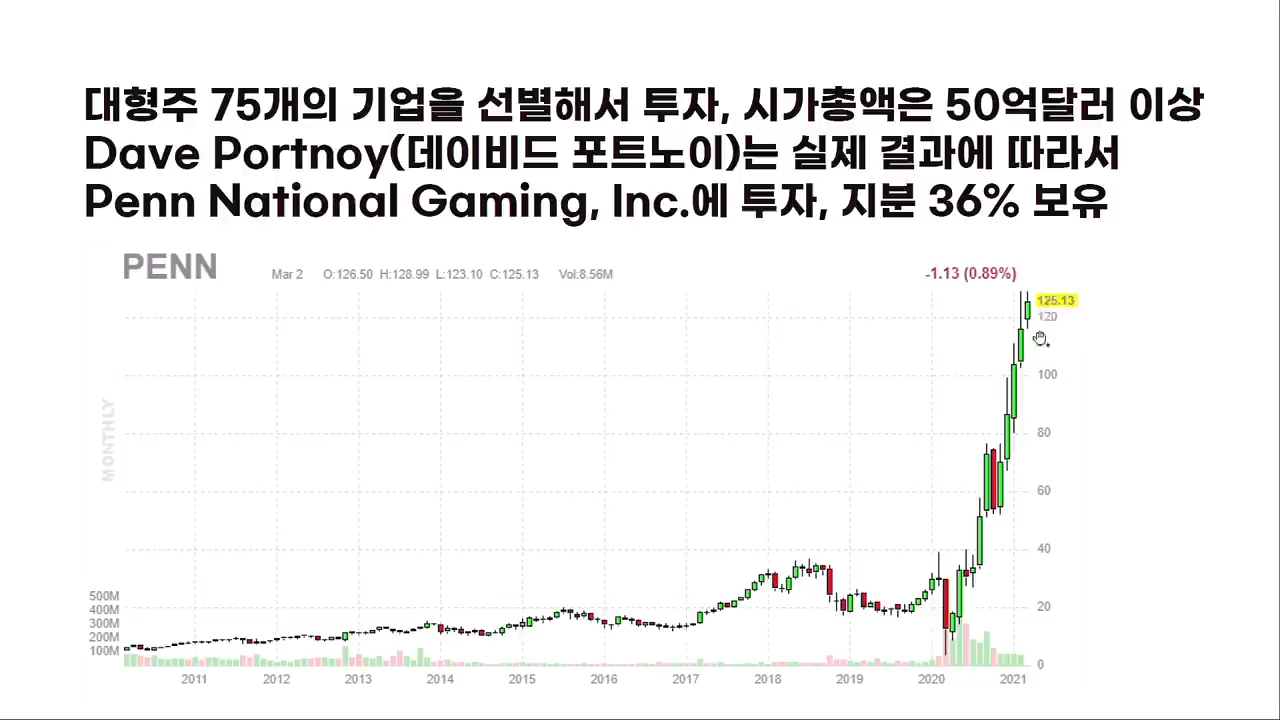 대형주 75개의 기업을 선별해서 투자, 시가총액은 50억달러 이상
Dave Portnoy(데이비드 포트노이)는 실제 결과에 따라서
Penn National Gaming, Inc.에 투자, 지분 36% 보유
PENN Mar 2 O:126.50 H:128.99 L:123.10 C:125.13 Vol:8.56M -1.13 (0.89%)
125.13
120
100
80
60
40
20
0
MONTHLY
500M
400M
300M
200M
100M
2011 2012 2013 2014 2015 2016 2017 2018 2019 2020 2021